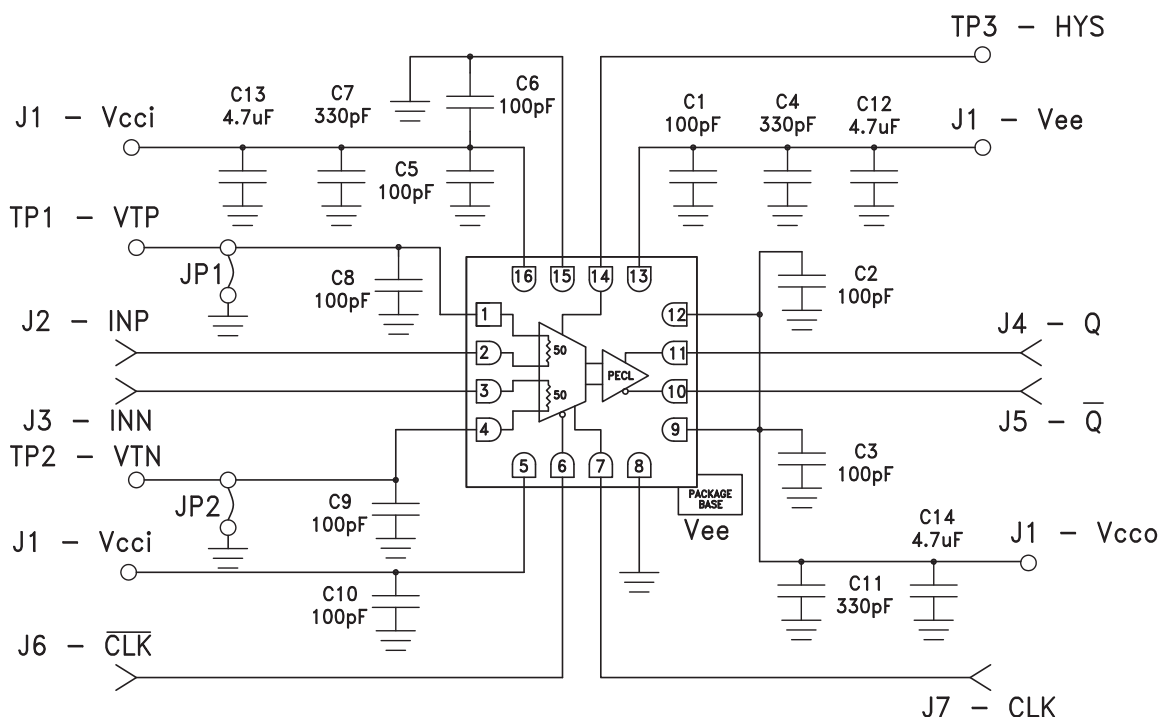 TP3 - HYS
C6
100pF
C13
4.7uF
C7
330pF
C1
100pF
C4
330pF
C12
4.7uF
J1 - Vcci
J1 - Vee
C5
100pF
TP1 - VTP
JP1
C8
100pF
16
15
14
13
C2
100pF
1
12
J2 - INP
J4 - Q
2
50
11
PECL
3
50
10
J3 - INN
J5 - Q̅
4
9
TP2 - VTN
C3
100pF
5
6
7
8
JP2
C9
100pF
PACKAGE
BASE
Vee
C14
4.7uF
J1 - Vcci
J1 - Vcco
C10
100pF
C11
330pF
J6 - C̅L̅K̅
J7 - CLK